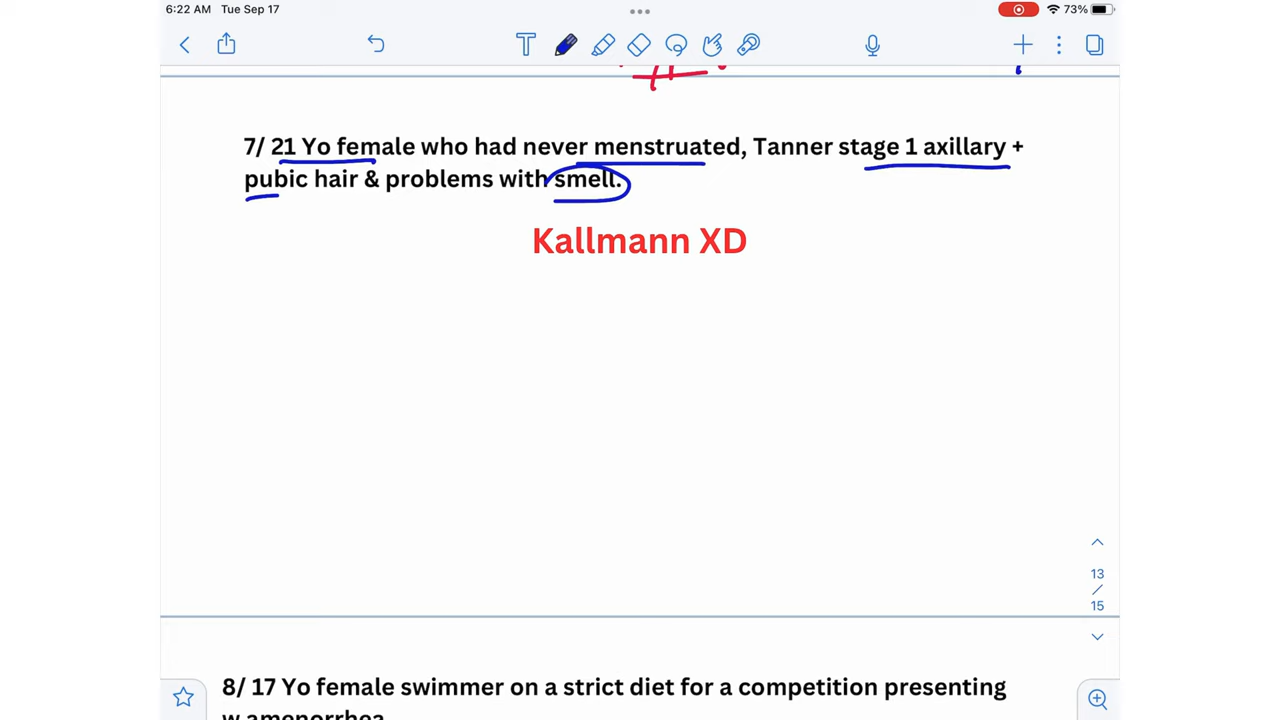 6:22 AM Tue Sep 17
73%
T
7/ 21 Yo female who had never menstruated, Tanner stage 1 axillary +
pubic hair & problems with smell.
Kallmann XD
13
/
15
8/ 17 Yo female swimmer on a strict diet for a competition presenting
w amenorrhea